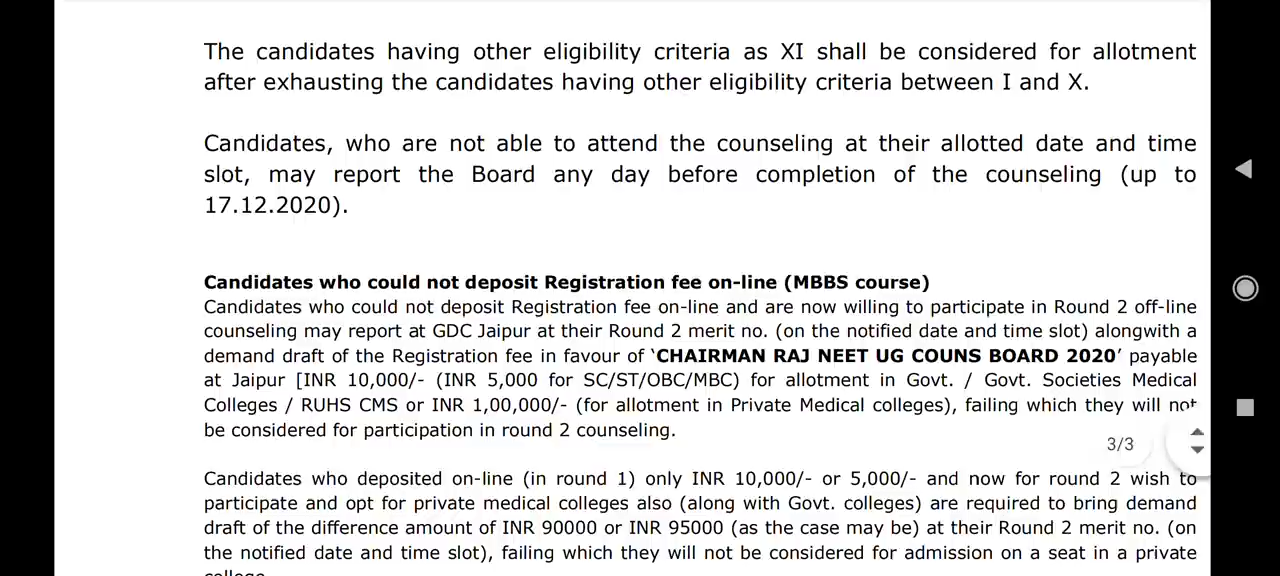 The candidates having other eligibility criteria as XI shall be considered for allotment
after exhausting the candidates having other eligibility criteria between I and X.
Candidates, who are not able to attend the counseling at their allotted date and time
slot, may report the Board any day before completion of the counseling (up to
17.12.2020).
Candidates who could not deposit Registration fee on-line (MBBS course)
Candidates who could not deposit Registration fee on-line and are now willing to participate in Round 2 off-line
counseling may report at GDC Jaipur at their Round 2 merit no. (on the notified date and time slot) alongwith a
demand draft of the Registration fee in favour of ‘CHAIRMAN RAJ NEET UG COUNS BOARD 2020’ payable
at Jaipur [INR 10,000/- (INR 5,000 for SC/ST/OBC/MBC) for allotment in Govt. / Govt. Societies Medical
Colleges / RUHS CMS or INR 1,00,000/- (for allotment in Private Medical colleges), failing which they will not
be considered for participation in round 2 counseling.
3/3
Candidates who deposited on-line (in round 1) only INR 10,000/- or 5,000/- and now for round 2 wish to
participate and opt for private medical colleges also (along with Govt. colleges) are required to bring demand
draft of the difference amount of INR 90000 or INR 95000 (as the case may be) at their Round 2 merit no. (on
the notified date and time slot), failing which they will not be considered for admission on a seat in a private